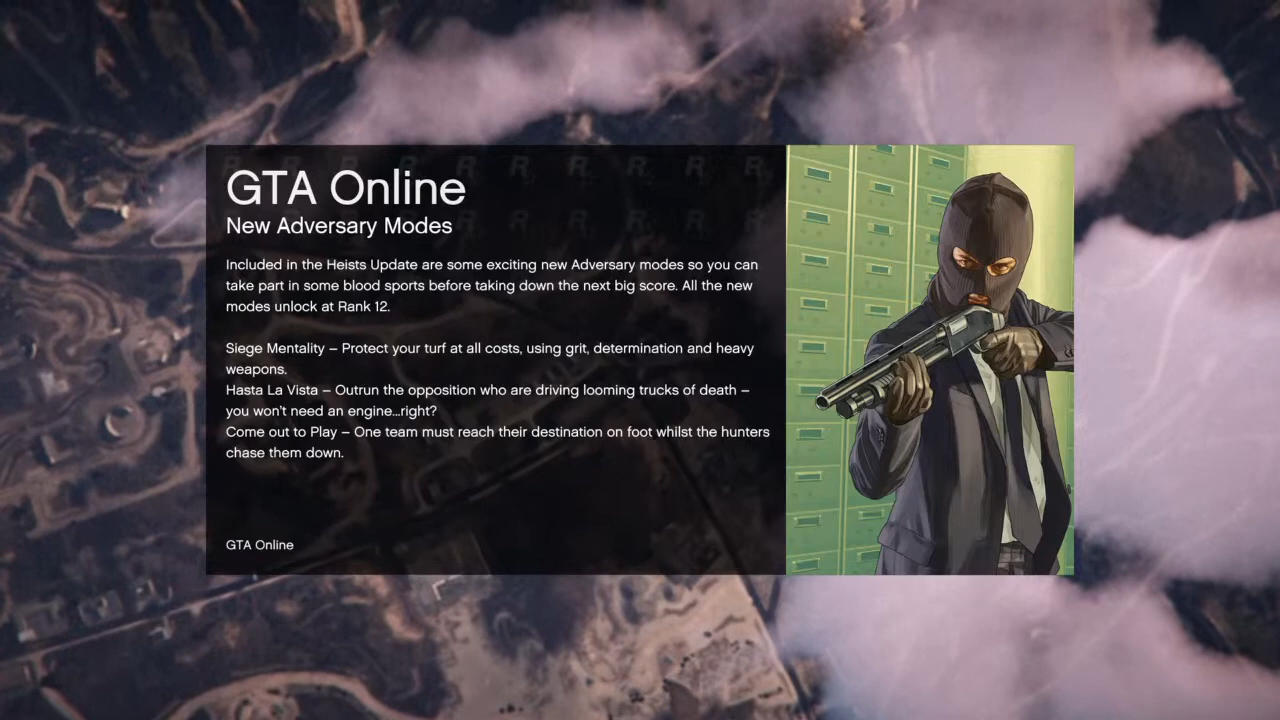 GTA Online
New Adversary Modes
Included in the Heists Update are some exciting new Adversary modes so you can
take part in some blood sports before taking down the next big score. All the new
modes unlock at Rank 12.
Siege Mentality – Protect your turf at all costs, using grit, determination and heavy
weapons.
Hasta La Vista – Outrun the opposition who are driving looming trucks of death –
you won't need an engine...right?
Come out to Play – One team must reach their destination on foot whilst the hunters
chase them down.
GTA Online